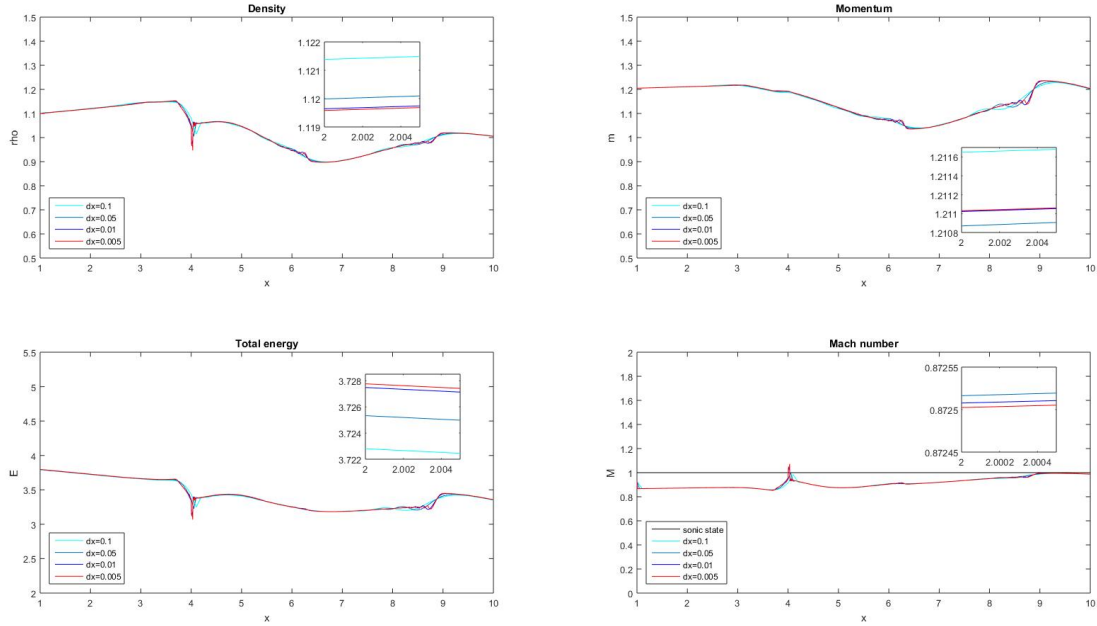 Density
1.5
1.4
1.3
1.2
1.1
1
0.9
0.8
0.7
0.6
0.5
rho
1 2 3 4 5 6 7 8 9 10
x
1.122
1.121
1.12
1.119
2 2.002 2.004
dx=0.1
dx=0.05
dx=0.01
dx=0.005
Momentum
1.5
1.4
1.3
1.2
1.1
1
0.9
0.8
0.7
0.6
0.5
m
1 2 3 4 5 6 7 8 9 10
x
1.2116
1.2114
1.2112
1.211
1.2108
2 2.002 2.004
dx=0.1
dx=0.05
dx=0.01
dx=0.005
Total energy
5.5
5
4.5
4
3.5
3
2.5
2
E
1 2 3 4 5 6 7 8 9 10
x
3.728
3.726
3.724
3.722
2 2.002 2.004
dx=0.1
dx=0.05
dx=0.01
dx=0.005
Mach number
2
1.8
1.6
1.4
1.2
1
0.8
0.6
0.4
0.2
0
M
1 2 3 4 5 6 7 8 9 10
x
0.87255
0.8725
0.87245
2 2.0002 2.0004
sonic state
dx=0.1
dx=0.05
dx=0.01
dx=0.005